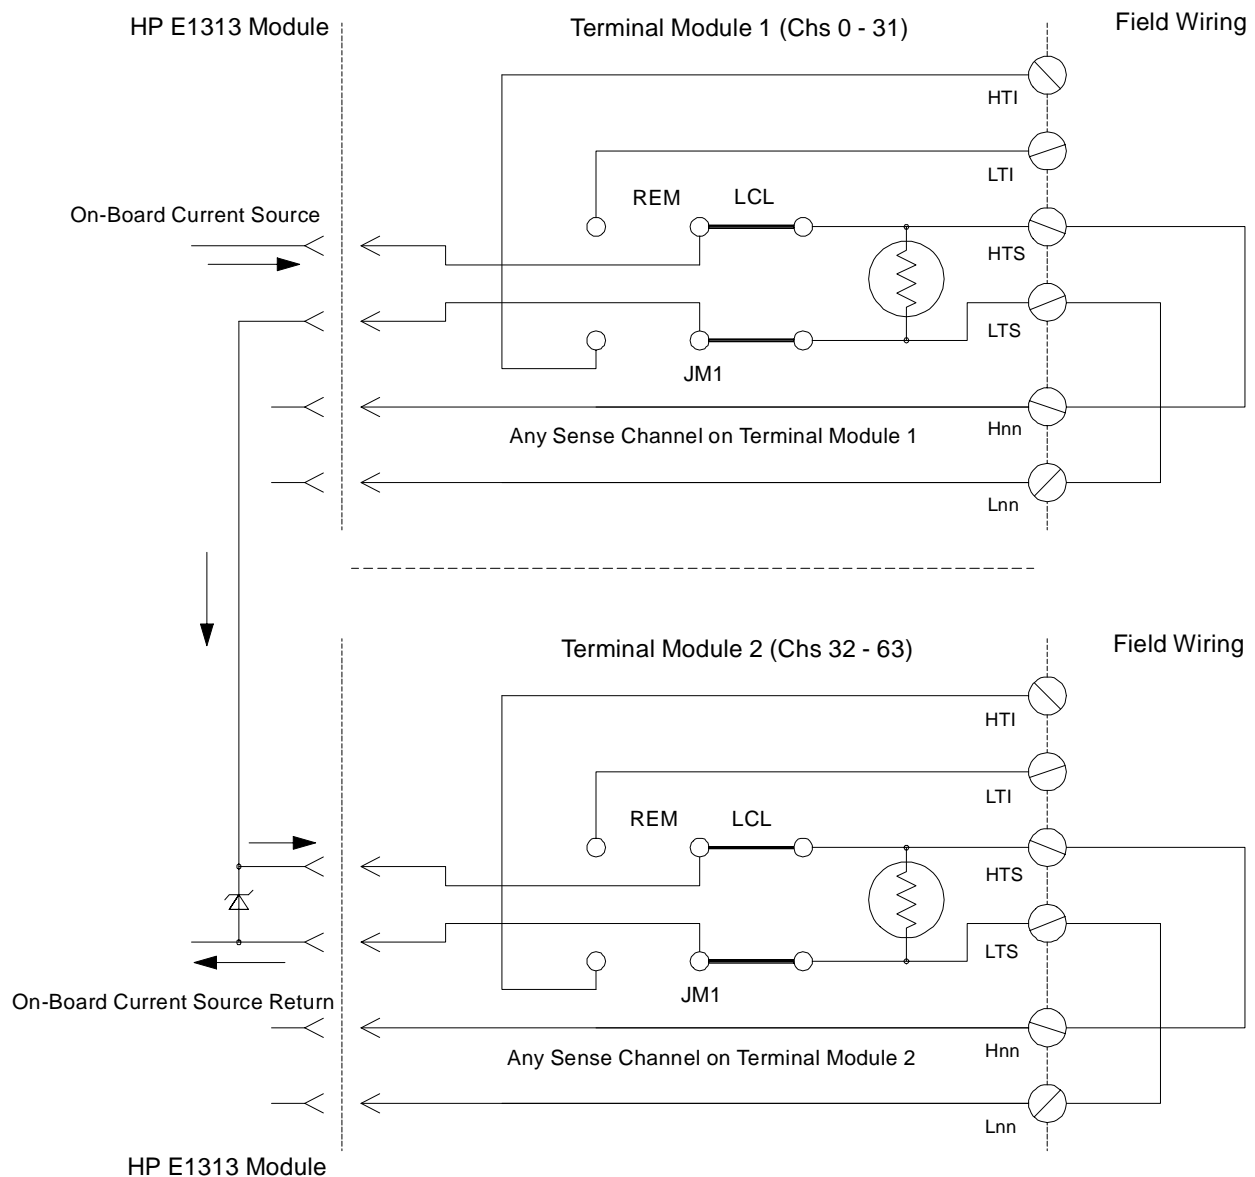 HP E1313 Module
Terminal Module 1 (Chs 0 - 31)
Field Wiring
HTI
LTI
REM
LCL
On-Board Current Source
HTS
LTS
JM1
Hnn
Any Sense Channel on Terminal Module 1
Lnn
Terminal Module 2 (Chs 32 - 63)
Field Wiring
HTI
LTI
REM
LCL
HTS
LTS
JM1
On-Board Current Source Return
Hnn
Any Sense Channel on Terminal Module 2
Lnn
HP E1313 Module